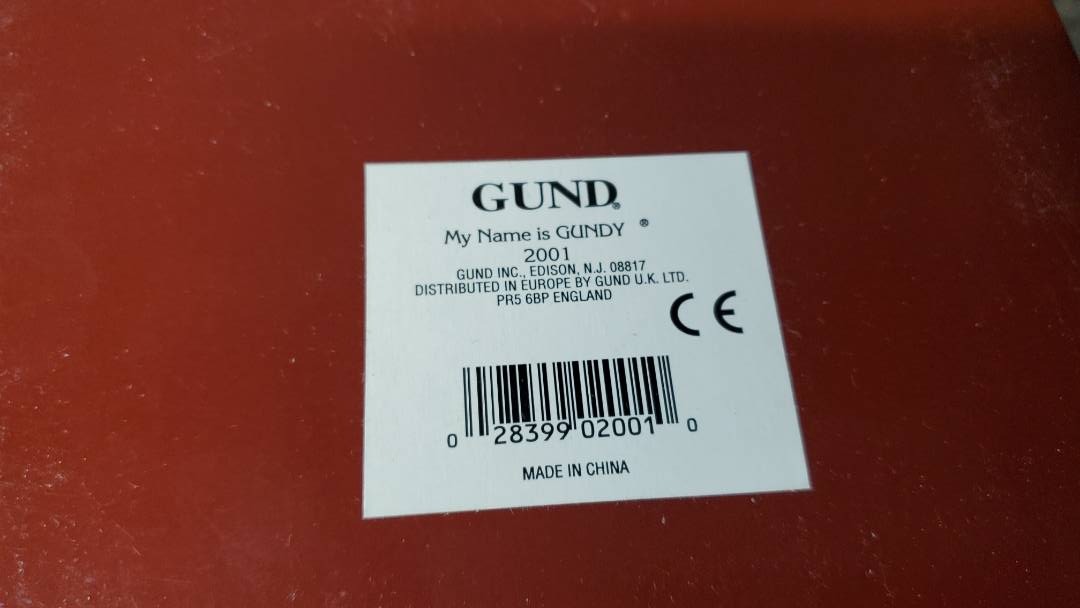 GUND®
My Name is GUNDY ®
2001
GUND INC., EDISON, N.J. 08817
DISTRIBUTED IN EUROPE BY GUND U.K. LTD.
PR5 6BP ENGLAND
CE
0 28399 02001 0
MADE IN CHINA